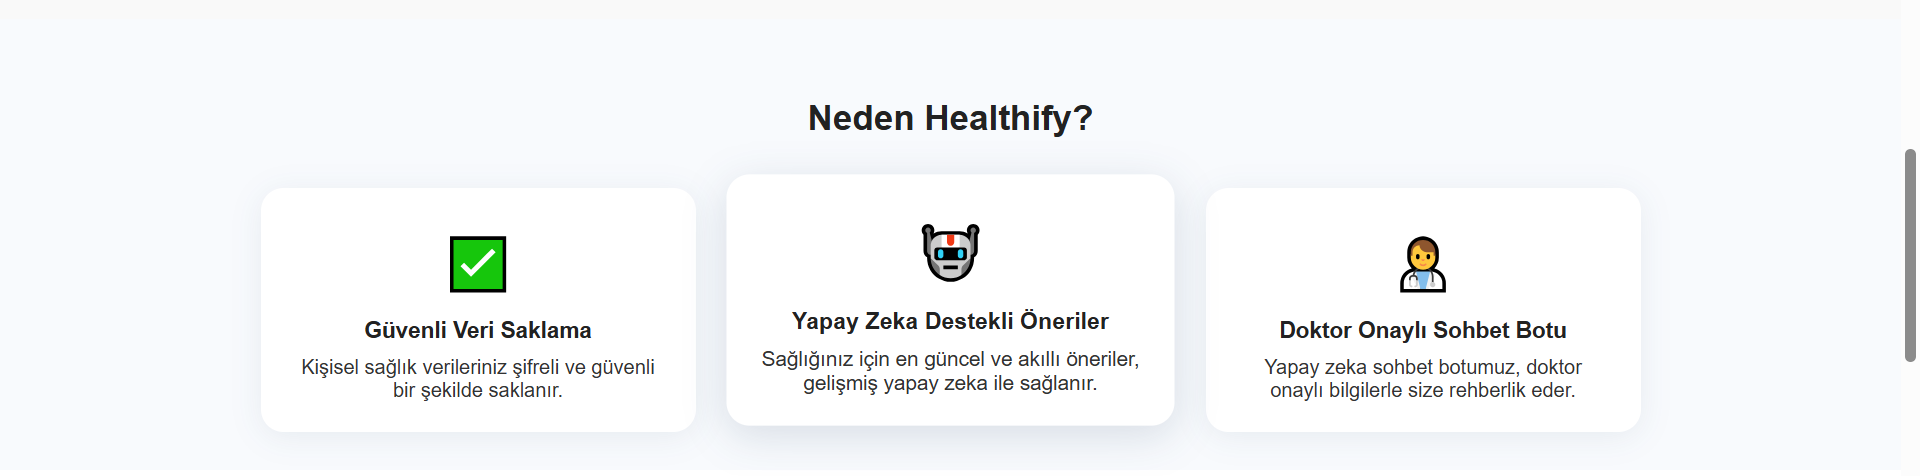 Neden Healthify?
Güvenli Veri Saklama
Kişisel sağlık verileriniz şifreli ve güvenli
bir şekilde saklanır.
Yapay Zeka Destekli Öneriler
Sağlığınız için en güncel ve akıllı öneriler,
gelişmiş yapay zeka ile sağlanır.
Doktor Onaylı Sohbet Botu
Yapay zeka sohbet botumuz, doktor
onaylı bilgilerle size rehberlik eder.